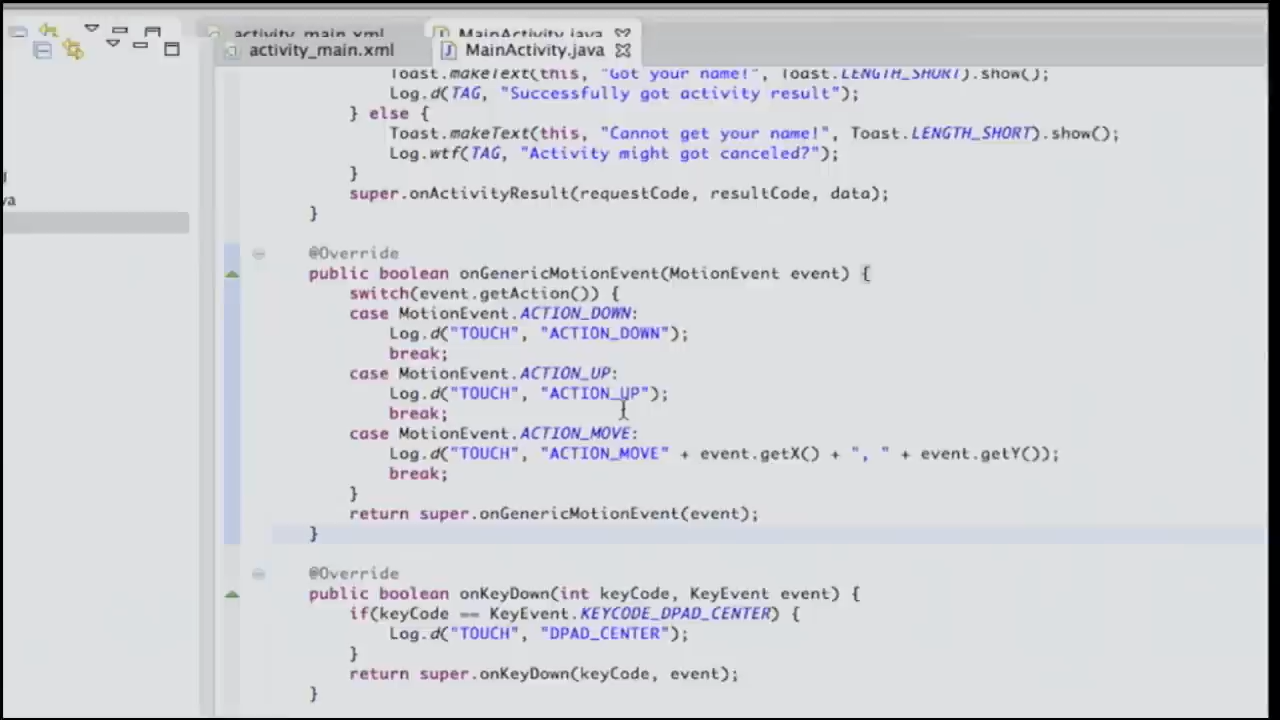 activity_main.xml
MainActivity.java
activity_main.xml
MainActivity.java
Toast.makeText(this, "Got your name!", Toast.LENGTH_SHORT).show();
Log.d(TAG, "Successfully got activity result");
} else {
Toast.makeText(this, "Cannot get your name!", Toast.LENGTH_SHORT).show();
Log.wtf(TAG, "Activity might got canceled?");
}
super.onActivityResult(requestCode, resultCode, data);
}
@Override
public boolean onGenericMotionEvent(MotionEvent event) {
switch(event.getAction()) {
case MotionEvent.ACTION_DOWN:
Log.d("TOUCH", "ACTION_DOWN");
break;
case MotionEvent.ACTION_UP:
Log.d("TOUCH", "ACTION_UP");
break;
case MotionEvent.ACTION_MOVE:
Log.d("TOUCH", "ACTION_MOVE" + event.getX() + ", " + event.getY());
break;
}
return super.onGenericMotionEvent(event);
}
@Override
public boolean onKeyDown(int keyCode, KeyEvent event) {
if(keyCode == KeyEvent.KEYCODE_DPAD_CENTER) {
Log.d("TOUCH", "DPAD_CENTER");
}
return super.onKeyDown(keyCode, event);
}